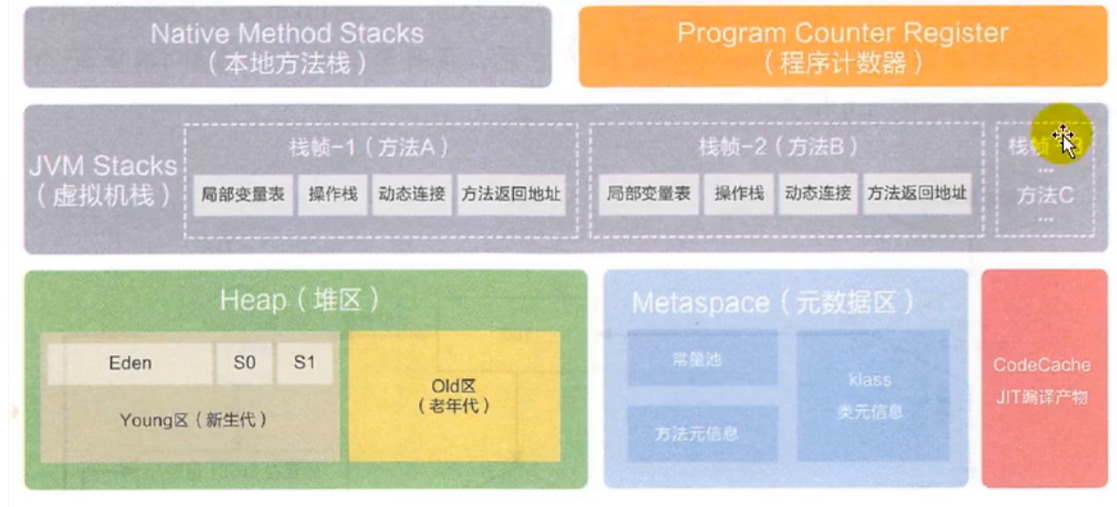 Native Method Stacks
（本地方法栈）
Program Counter Register
（程序计数器）
JVM Stacks
（虚拟机栈）
栈帧-1（方法A）
局部变量表
操作栈
动态连接
方法返回地址
栈帧-2（方法B）
局部变量表
操作栈
动态连接
方法返回地址
栈帧-3
...
方法C
...
Heap（堆区）
Eden
S0
S1
Young区（新生代）
Old区
（老年代）
Metaspace（元数据区）
常量池
方法元信息
klass
类元信息
CodeCache
JIT编译产物